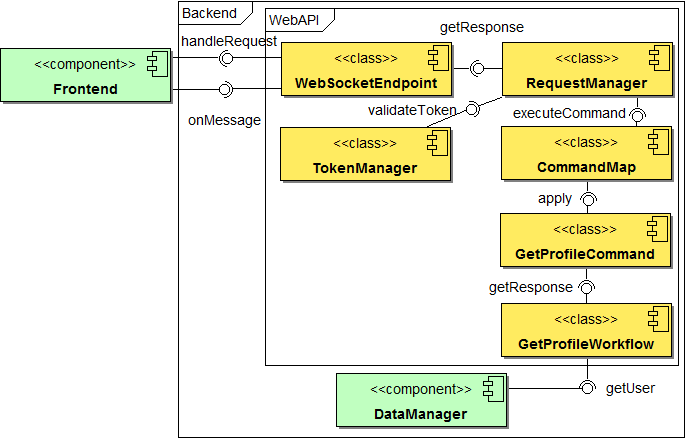 Backend
WebAPI
handleRequest
getResponse
<<component>>
Frontend
<<class>>
WebSocketEndpoint
<<class>>
RequestManager
onMessage
validateToken
executeCommand
<<class>>
TokenManager
<<class>>
CommandMap
apply
<<class>>
GetProfileCommand
getResponse
<<class>>
GetProfileWorkflow
<<component>>
DataManager
getUser